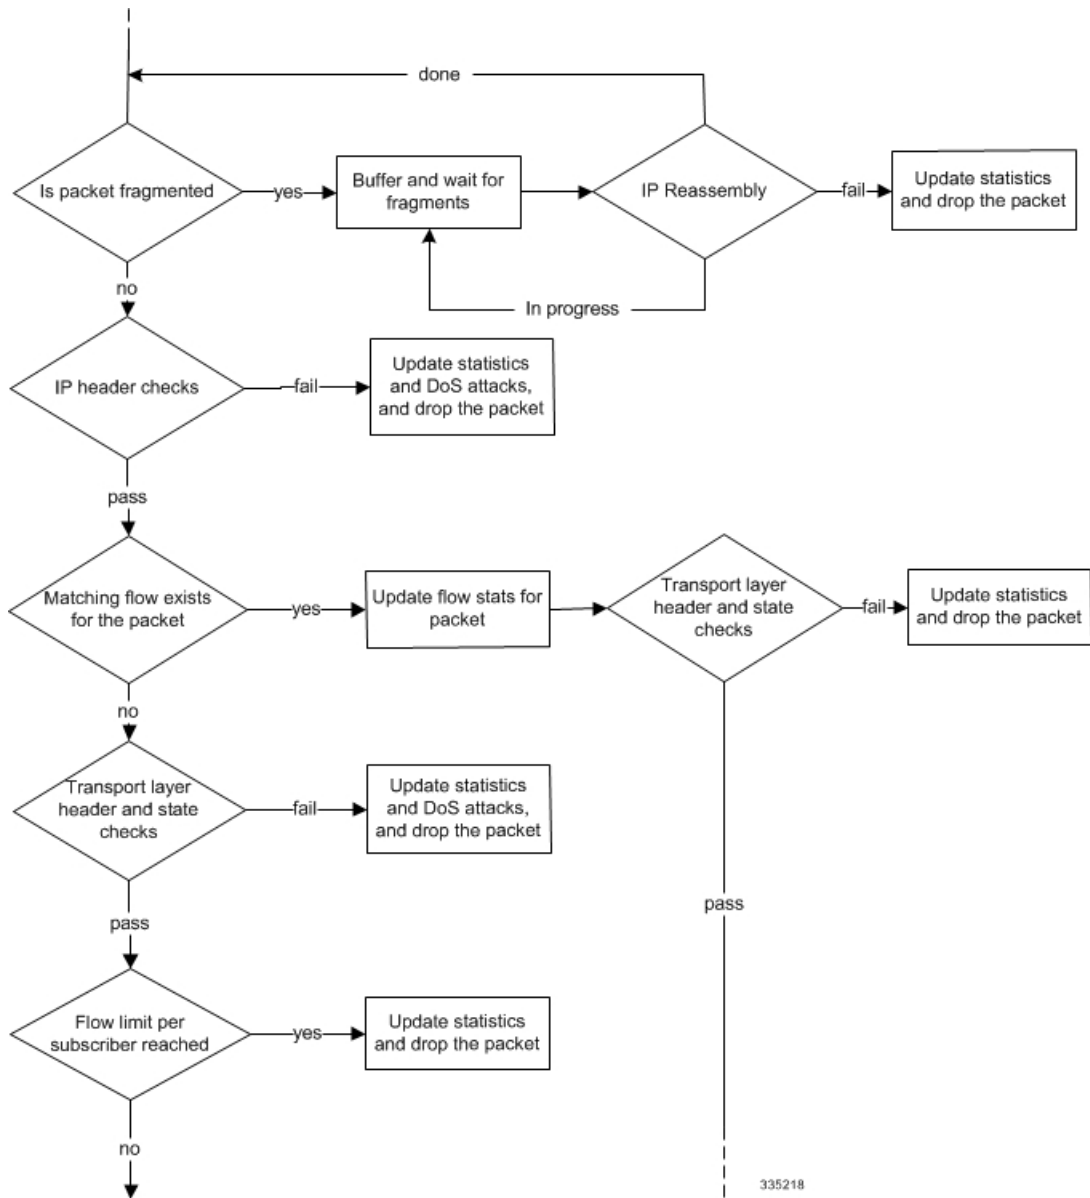 done
Is packet fragmented
yes
Buffer and wait for
fragments
IP Reassembly
fail
Update statistics
and drop the packet
no
In progress
IP header checks
fail
Update statistics
and DoS attacks,
and drop the packet
pass
Matching flow exists
for the packet
yes
Update flow stats for
packet
Transport layer
header and state
checks
fail
Update statistics
and drop the packet
no
Transport layer
header and state
checks
fail
Update statistics
and DoS attacks,
and drop the packet
pass
pass
Flow limit per
subscriber reached
yes
Update statistics
and drop the packet
no
335218